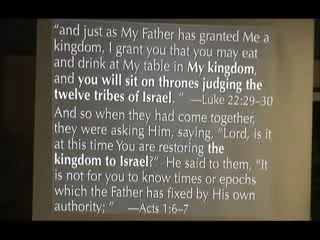 “and just as My Father has granted Me a
kingdom, I grant you that you may eat
and drink at My table in My kingdom,
and you will sit on thrones judging the
twelve tribes of Israel. ” —Luke 22:29–30
And so when they had come together,
they were asking Him, saying, “Lord, is it
at this time You are restoring the
kingdom to Israel?” He said to them, “It
is not for you to know times or epochs
which the Father has fixed by His own
authority; ” —Acts 1:6–7